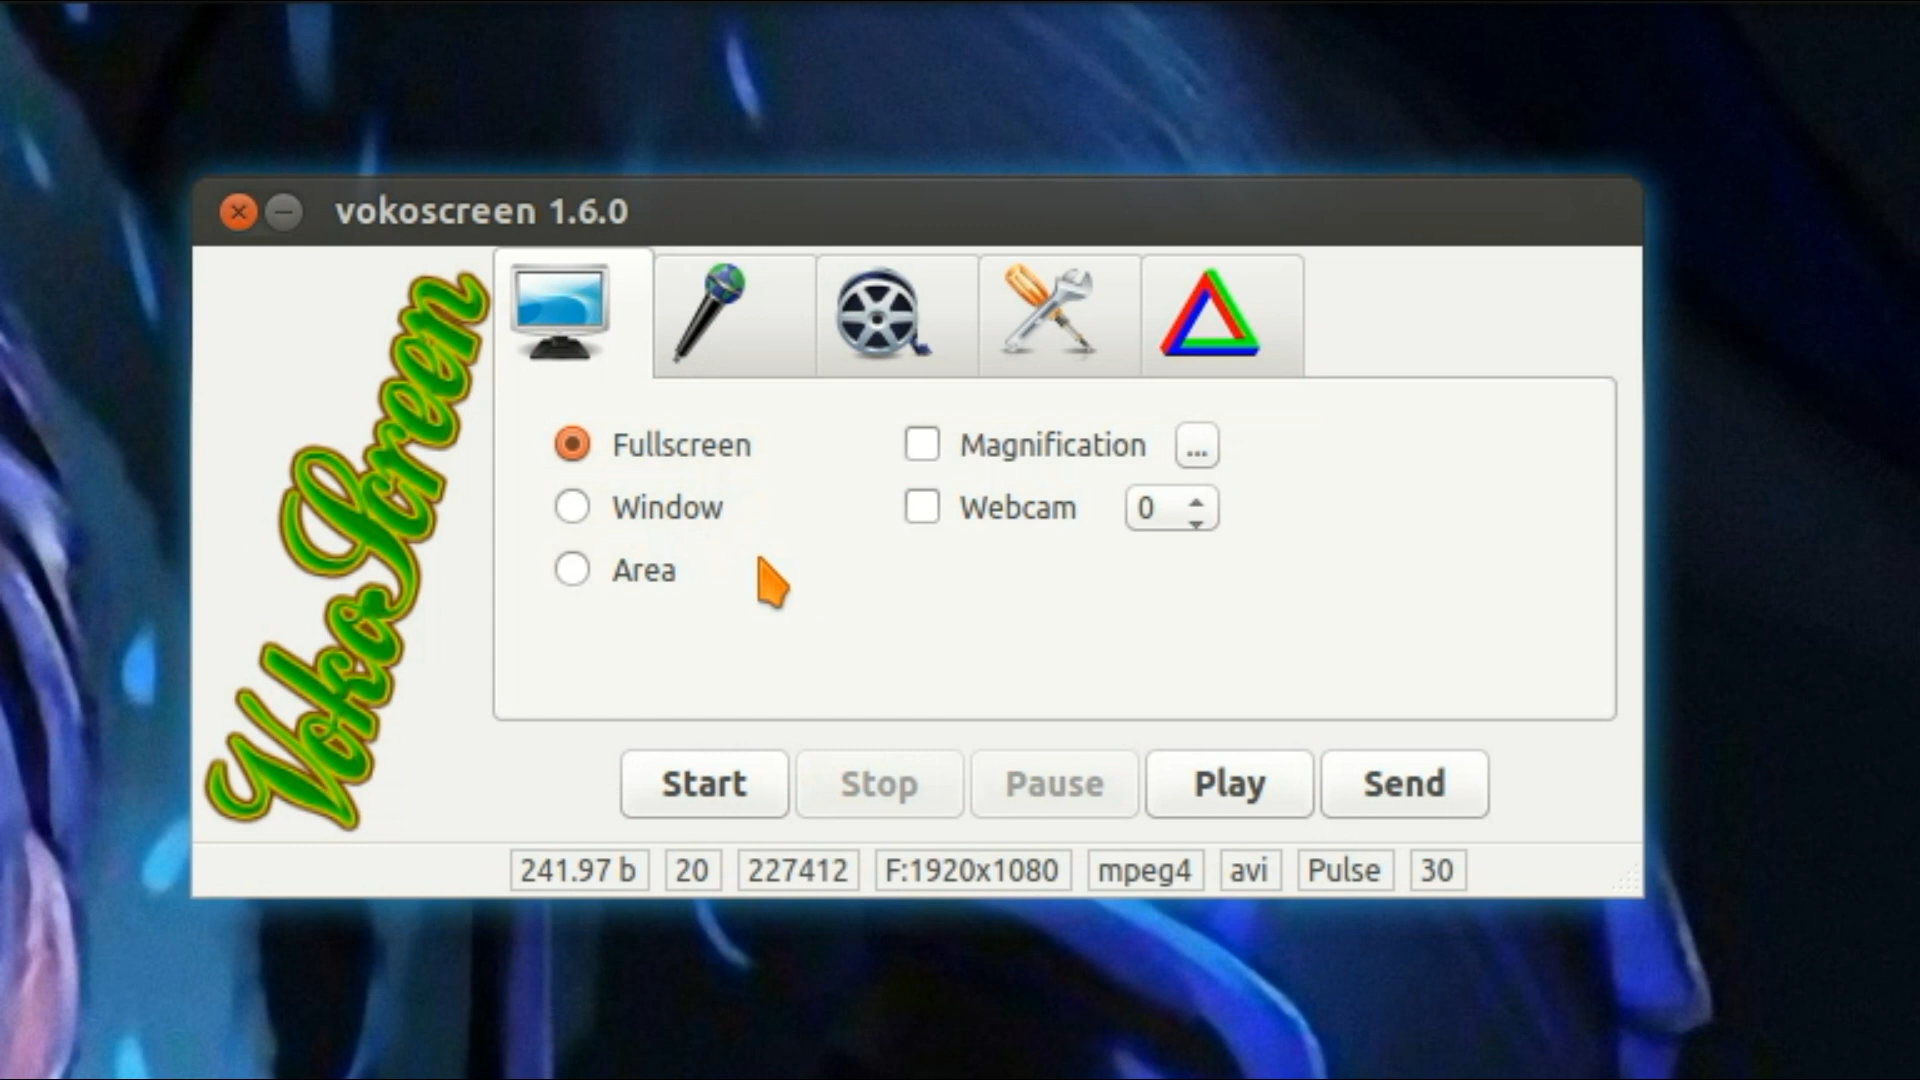 vokoscreen 1.6.0
VokoScreen
Fullscreen
Magnification ...
Window
Webcam 0
Area
Start Stop Pause Play Send
241.97 b 20 227412 F:1920x1080 mpeg4 avi Pulse 30